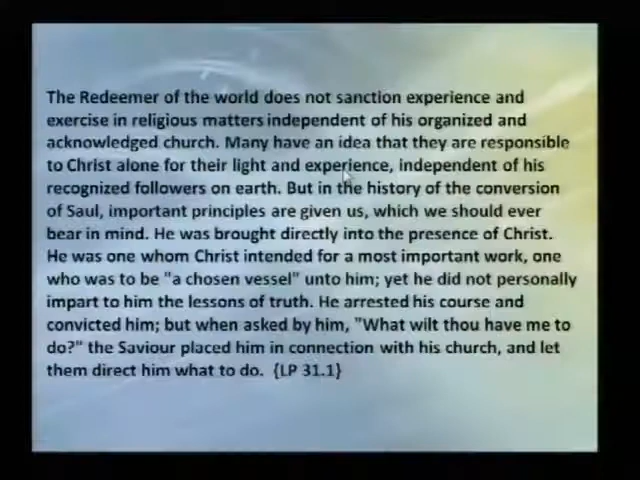 The Redeemer of the world does not sanction experience and
exercise in religious matters independent of his organized and
acknowledged church. Many have an idea that they are responsible
to Christ alone for their light and experience, independent of his
recognized followers on earth. But in the history of the conversion
of Saul, important principles are given us, which we should ever
bear in mind. He was brought directly into the presence of Christ.
He was one whom Christ intended for a most important work, one
who was to be "a chosen vessel" unto him; yet he did not personally
impart to him the lessons of truth. He arrested his course and
convicted him; but when asked by him, "What wilt thou have me to
do?" the Saviour placed him in connection with his church, and let
them direct him what to do. {LP 31.1}